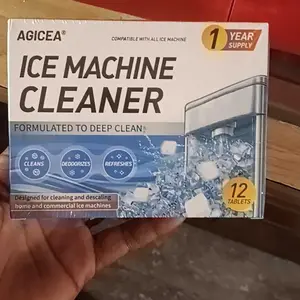 AGICEA®
COMPATIBLE WITH ALL ICE MACHINE
1 YEAR
SUPPLY
ICE MACHINE
CLEANER
FORMULATED TO DEEP CLEAN
CLEANS
DEODORIZES
REFRESHES
Designed for cleaning and descaling
home and commercial ice machines
12
TABLETS